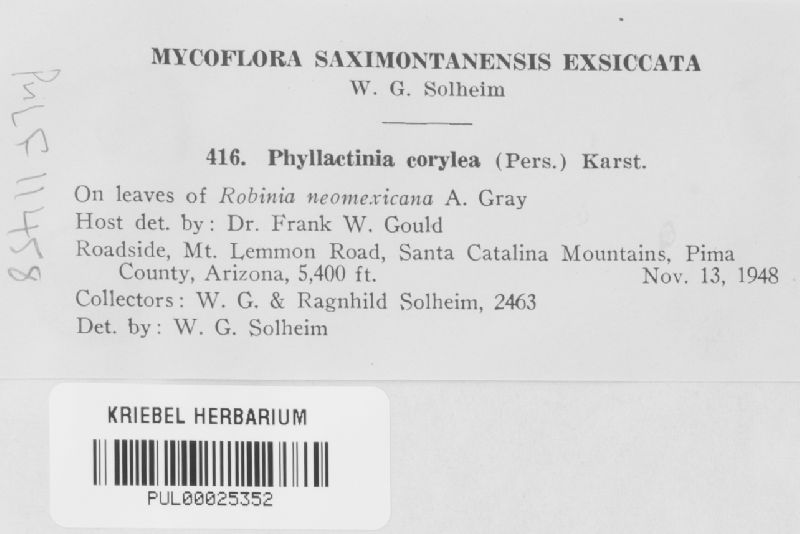 MYCOFLORA SAXIMONTANENSIS EXSICCATA
W. G. Solheim
416. Phyllactinia corylea (Pers.) Karst.
On leaves of Robinia neomexicana A. Gray
Host det. by: Dr. Frank W. Gould
Roadside, Mt. Lemmon Road, Santa Catalina Mountains, Pima
County, Arizona, 5,400 ft. Nov. 13, 1948
Collectors: W. G. & Ragnhild Solheim, 2463
Det. by: W. G. Solheim
PUL F11458
KRIEBEL HERBARIUM
PUL00025352